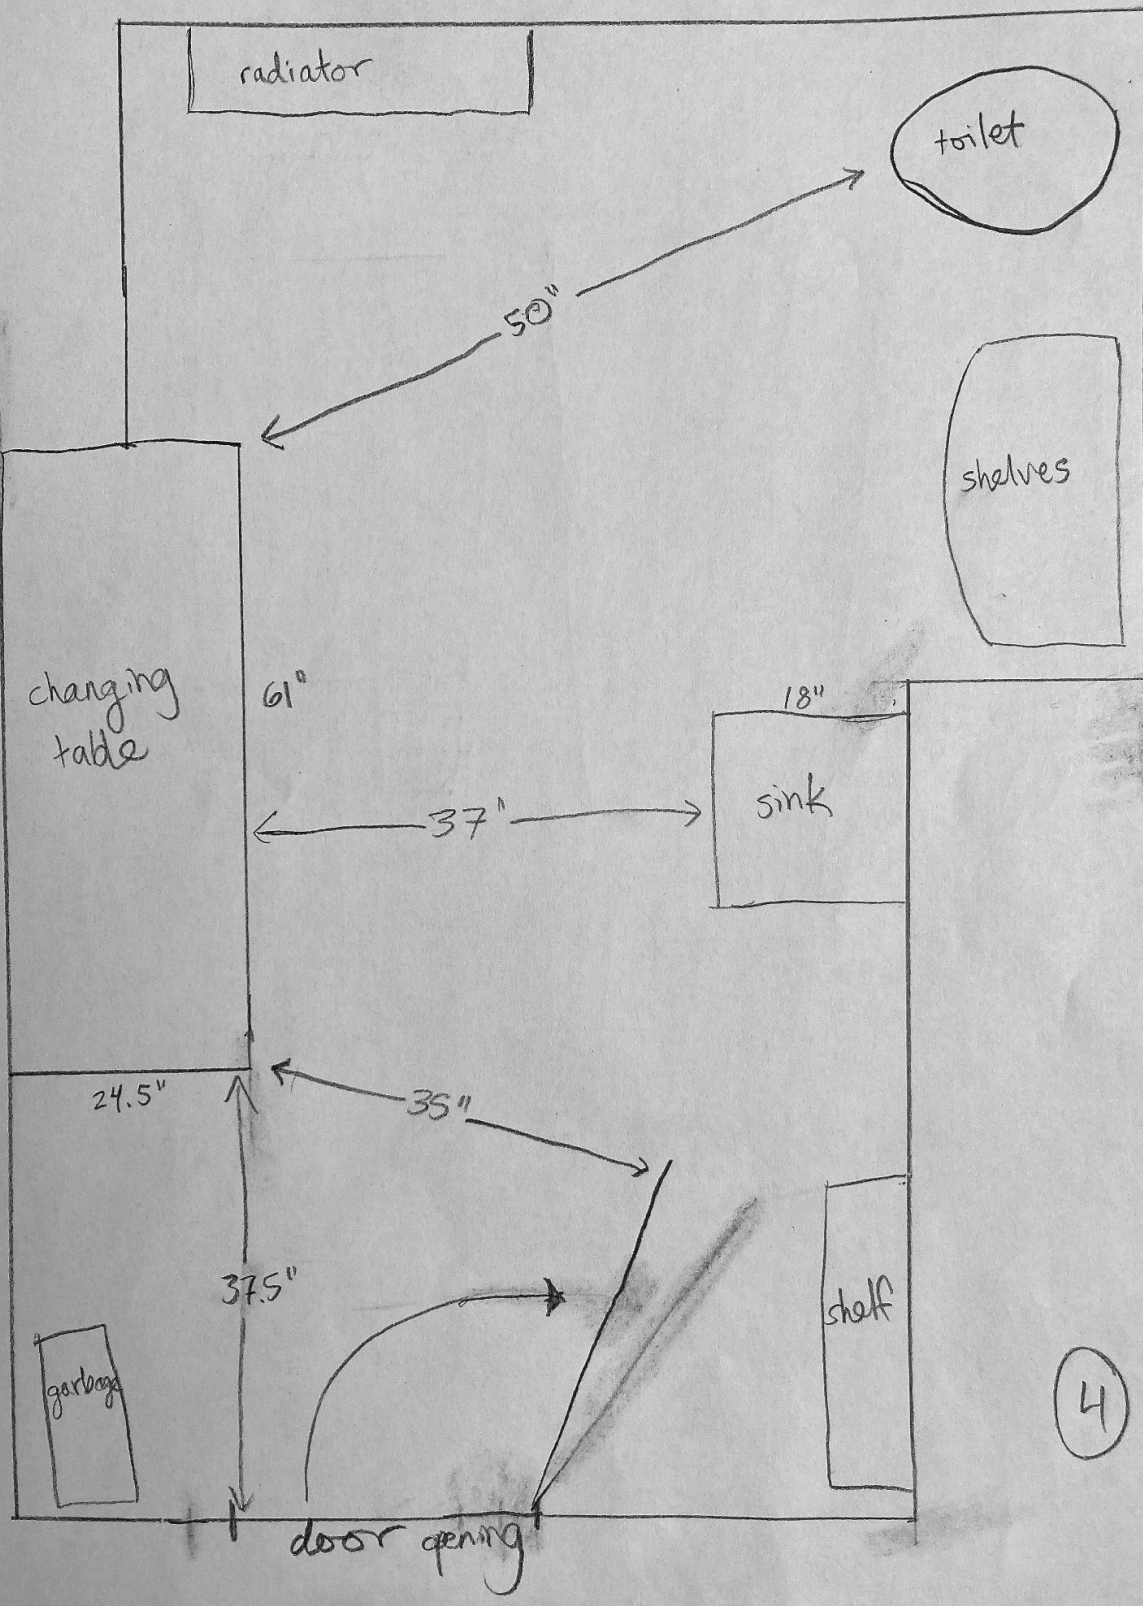 radiator
toilet
50"
shelves
changing
table
61"
18"
sink
37"
24.5"
35"
37.5"
shelf
garbage
4
door opening